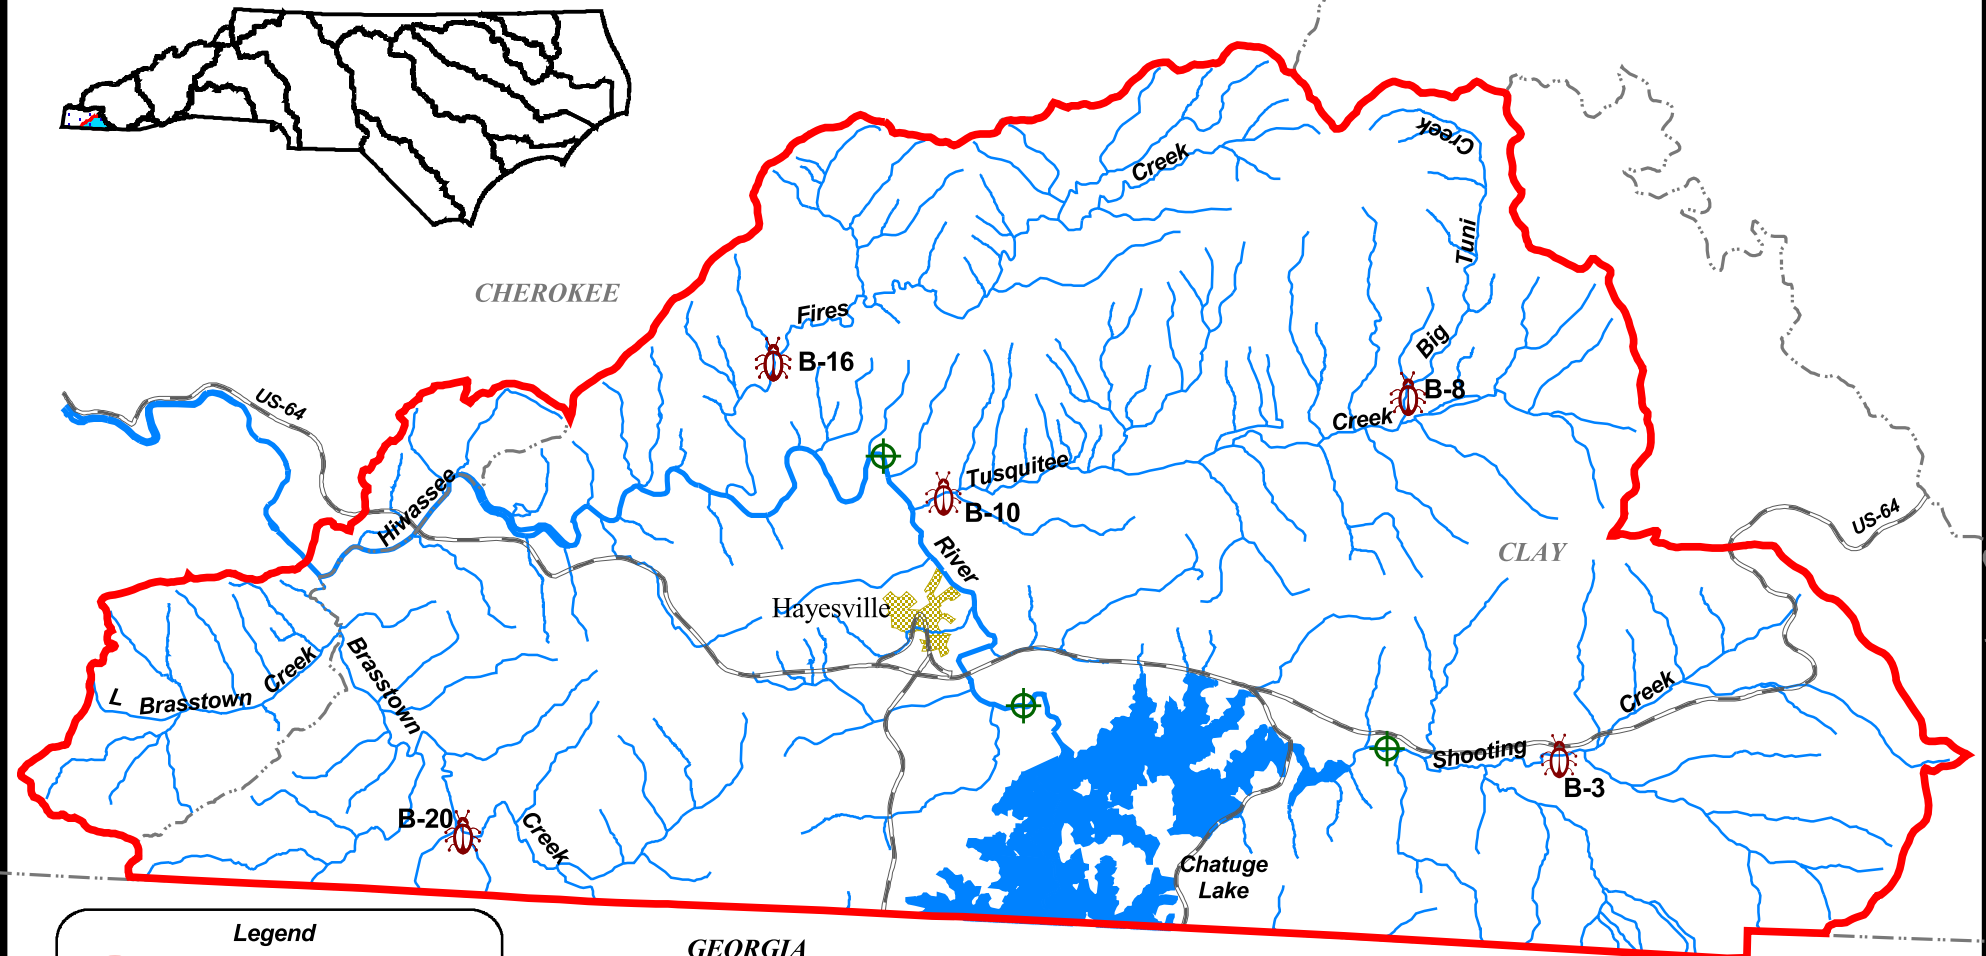 Creek
Creek
Tuni
CHEROKEE
Fires
Big
B-16
B-8
US-64
Creek
Tusquitee
Hiwassee
B-10
US-64
River
CLAY
Hayesville
Brasstown
Creek
L Brasstown
Creek
Shooting
B-3
B-20
Creek
Chatuge
Lake
Legend
GEORGIA